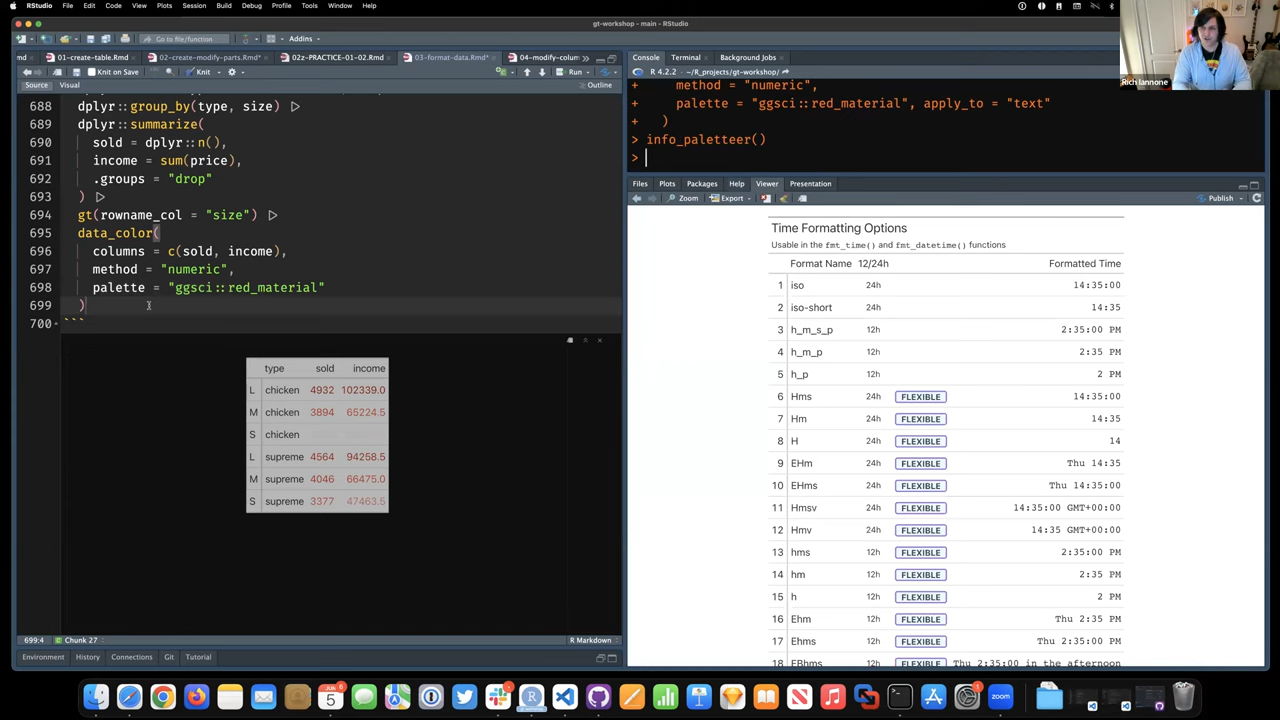 RStudio File Edit Code View Plots Session Build Debug Profile Tools Window Help
gt-workshop - main - RStudio
Go to file/function Addins
01-create-table.Rmd 02-create-modify-parts.Rmd* 02z-PRACTICE-01-02.Rmd 03-format-data.Rmd* 04-modify-colum
Knit on Save Knit Run
Source Visual Outline
688 dplyr::group_by(type, size) |>
689 dplyr::summarize(
690 sold = dplyr::n(),
691 income = sum(price),
692 .groups = "drop"
693 ) |>
694 gt(rowname_col = "size") |>
695 data_color(
696 columns = c(sold, income),
697 method = "numeric",
698 palette = "ggsci::red_material"
699 )
700 ```
type sold income
L chicken 4932 102339.0
M chicken 3894 65224.5
S chicken
L supreme 4564 94258.5
M supreme 4046 66475.0
S supreme 3377 47463.5
699:4 Chunk 27 R Markdown
Environment History Connections Git Tutorial
Console Terminal Background Jobs
R 4.2.2 · ~/R_projects/gt-workshop/
+ method = "numeric",
+ palette = "ggsci::red_material", apply_to = "text"
+ )
> info_paletteer()
>
Files Plots Packages Help Viewer Presentation
Zoom Export Publish
Time Formatting Options
Usable in the fmt_time() and fmt_datetime() functions
Format Name 12/24h Formatted Time
1 iso 24h 14:35:00
2 iso-short 24h 14:35
3 h_m_s_p 12h 2:35:00 PM
4 h_m_p 12h 2:35 PM
5 h_p 12h 2 PM
6 Hms 24h FLEXIBLE 14:35:00
7 Hm 24h FLEXIBLE 14:35
8 H 24h FLEXIBLE 14
9 EHm 24h FLEXIBLE Thu 14:35
10 EHms 24h FLEXIBLE Thu 14:35:00
11 Hmsv 24h FLEXIBLE 14:35:00 GMT+00:00
12 Hmv 24h FLEXIBLE 14:35 GMT+00:00
13 hms 12h FLEXIBLE 2:35:00 PM
14 hm 12h FLEXIBLE 2:35 PM
15 h 12h FLEXIBLE 2 PM
16 Ehm 12h FLEXIBLE Thu 2:35 PM
17 Ehms 12h FLEXIBLE Thu 2:35:00 PM
18 EBhms 12h FLEXIBLE Thu 2:35:00 in the afternoon
Rich Iannone
JUN
5
6
1
1
zoom